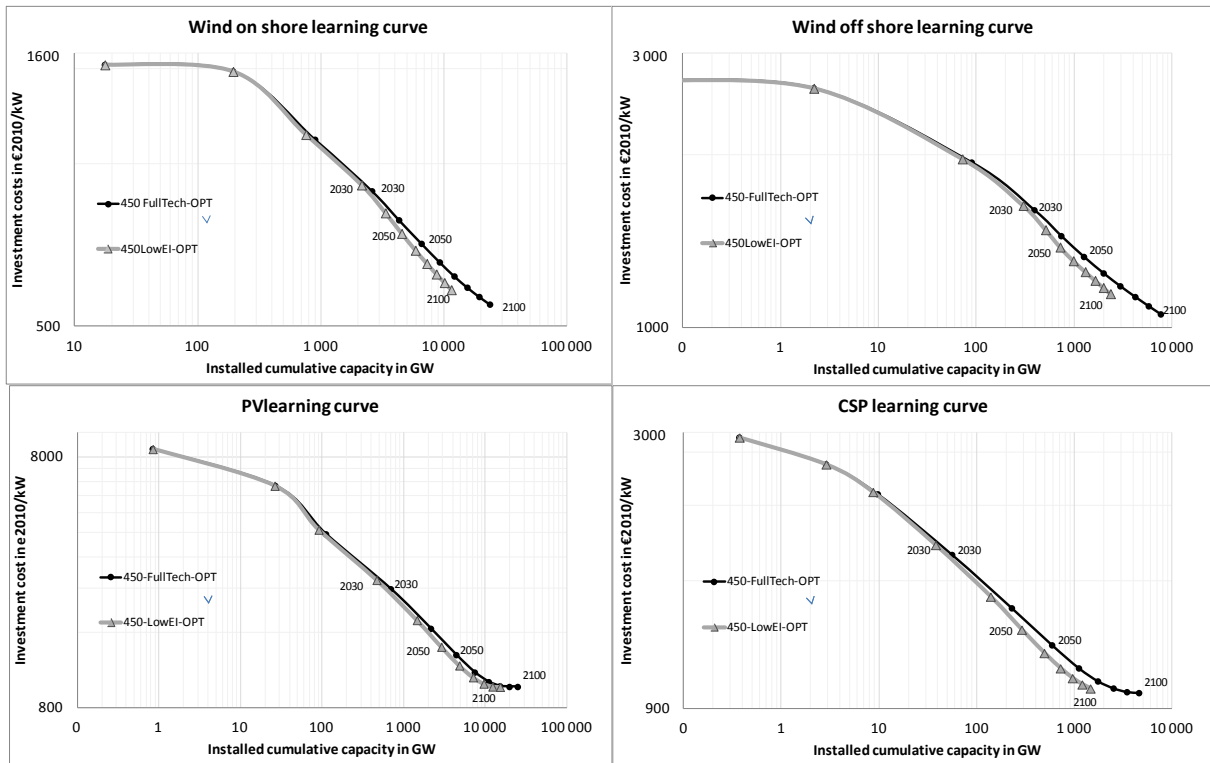 Wind on shore learning curve
1600
500
Investment costs in €2010/kW
450 FullTech-OPT
450LowEI-OPT
2030
2030
2050
2050
2100
2100
10
100
1 000
10 000
100 000
Installed cumulative capacity in GW
Wind off shore learning curve
3 000
1000
Investment cost in €2010/kW
450-FullTech-OPT
450LowEI-OPT
2030
2030
2050
2050
2100
2100
0
1
10
100
1 000
10 000
Installed cumulative capacity in GW
PVlearning curve
8000
800
Investment cost in e2010/kW
450-FullTech-OPT
450-LowEI-OPT
2030
2030
2050
2050
2100
2100
0
1
10
100
1 000
10 000
100 000
Installed cumulative capacity in GW
CSP learning curve
3000
900
Investment cost in €2010/kW
450-FullTech-OPT
450-LowEI-OPT
2030
2030
2050
2050
2100
2100
0
1
10
100
1000
10 000
Installed cumulative capacity in GW